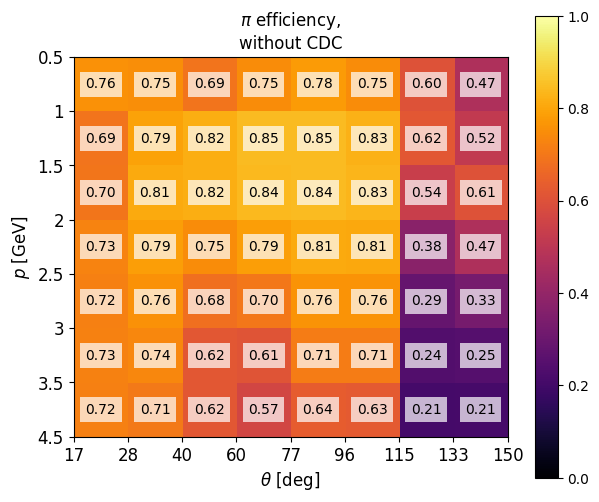 π efficiency,
without CDC
1.0
0.5
0.76 0.75 0.69 0.75 0.78 0.75 0.60 0.47
1
0.69 0.79 0.82 0.85 0.85 0.83 0.62 0.52
0.8
1.5
0.70 0.81 0.82 0.84 0.84 0.83 0.54 0.61
2
0.6
0.73 0.79 0.75 0.79 0.81 0.81 0.38 0.47
p [GeV]
2.5
0.72 0.76 0.68 0.70 0.76 0.76 0.29 0.33
0.4
3
0.73 0.74 0.62 0.61 0.71 0.71 0.24 0.25
3.5
0.2
0.72 0.71 0.62 0.57 0.64 0.63 0.21 0.21
4.5
17 28 40 60 77 96 115 133 150
0.0
θ [deg]